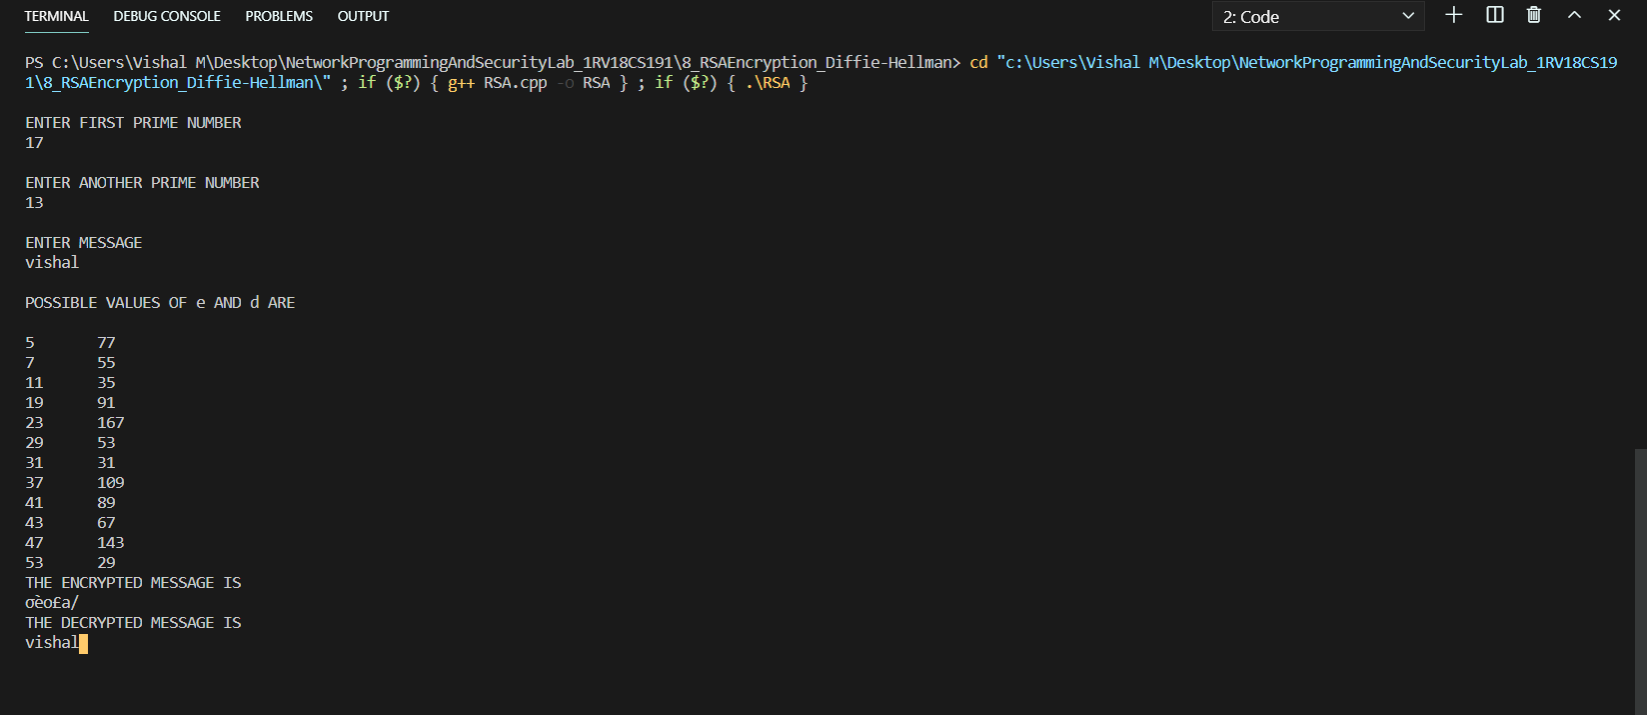 TERMINAL DEBUG CONSOLE PROBLEMS OUTPUT 2: Code
PS C:\Users\Vishal M\Desktop\NetworkProgrammingAndSecurityLab_1RV18CS191\8_RSAEncryption_Diffie-Hellman> cd "c:\Users\Vishal M\Desktop\NetworkProgrammingAndSecurityLab_1RV18CS19
1\8_RSAEncryption_Diffie-Hellman\" ; if ($?) { g++ RSA.cpp -o RSA } ; if ($?) { .\RSA }
ENTER FIRST PRIME NUMBER
17
ENTER ANOTHER PRIME NUMBER
13
ENTER MESSAGE
vishal
POSSIBLE VALUES OF e AND d ARE
5 77
7 55
11 35
19 91
23 167
29 53
31 31
37 109
41 89
43 67
47 143
53 29
THE ENCRYPTED MESSAGE IS
σèo£a/
THE DECRYPTED MESSAGE IS
vishal